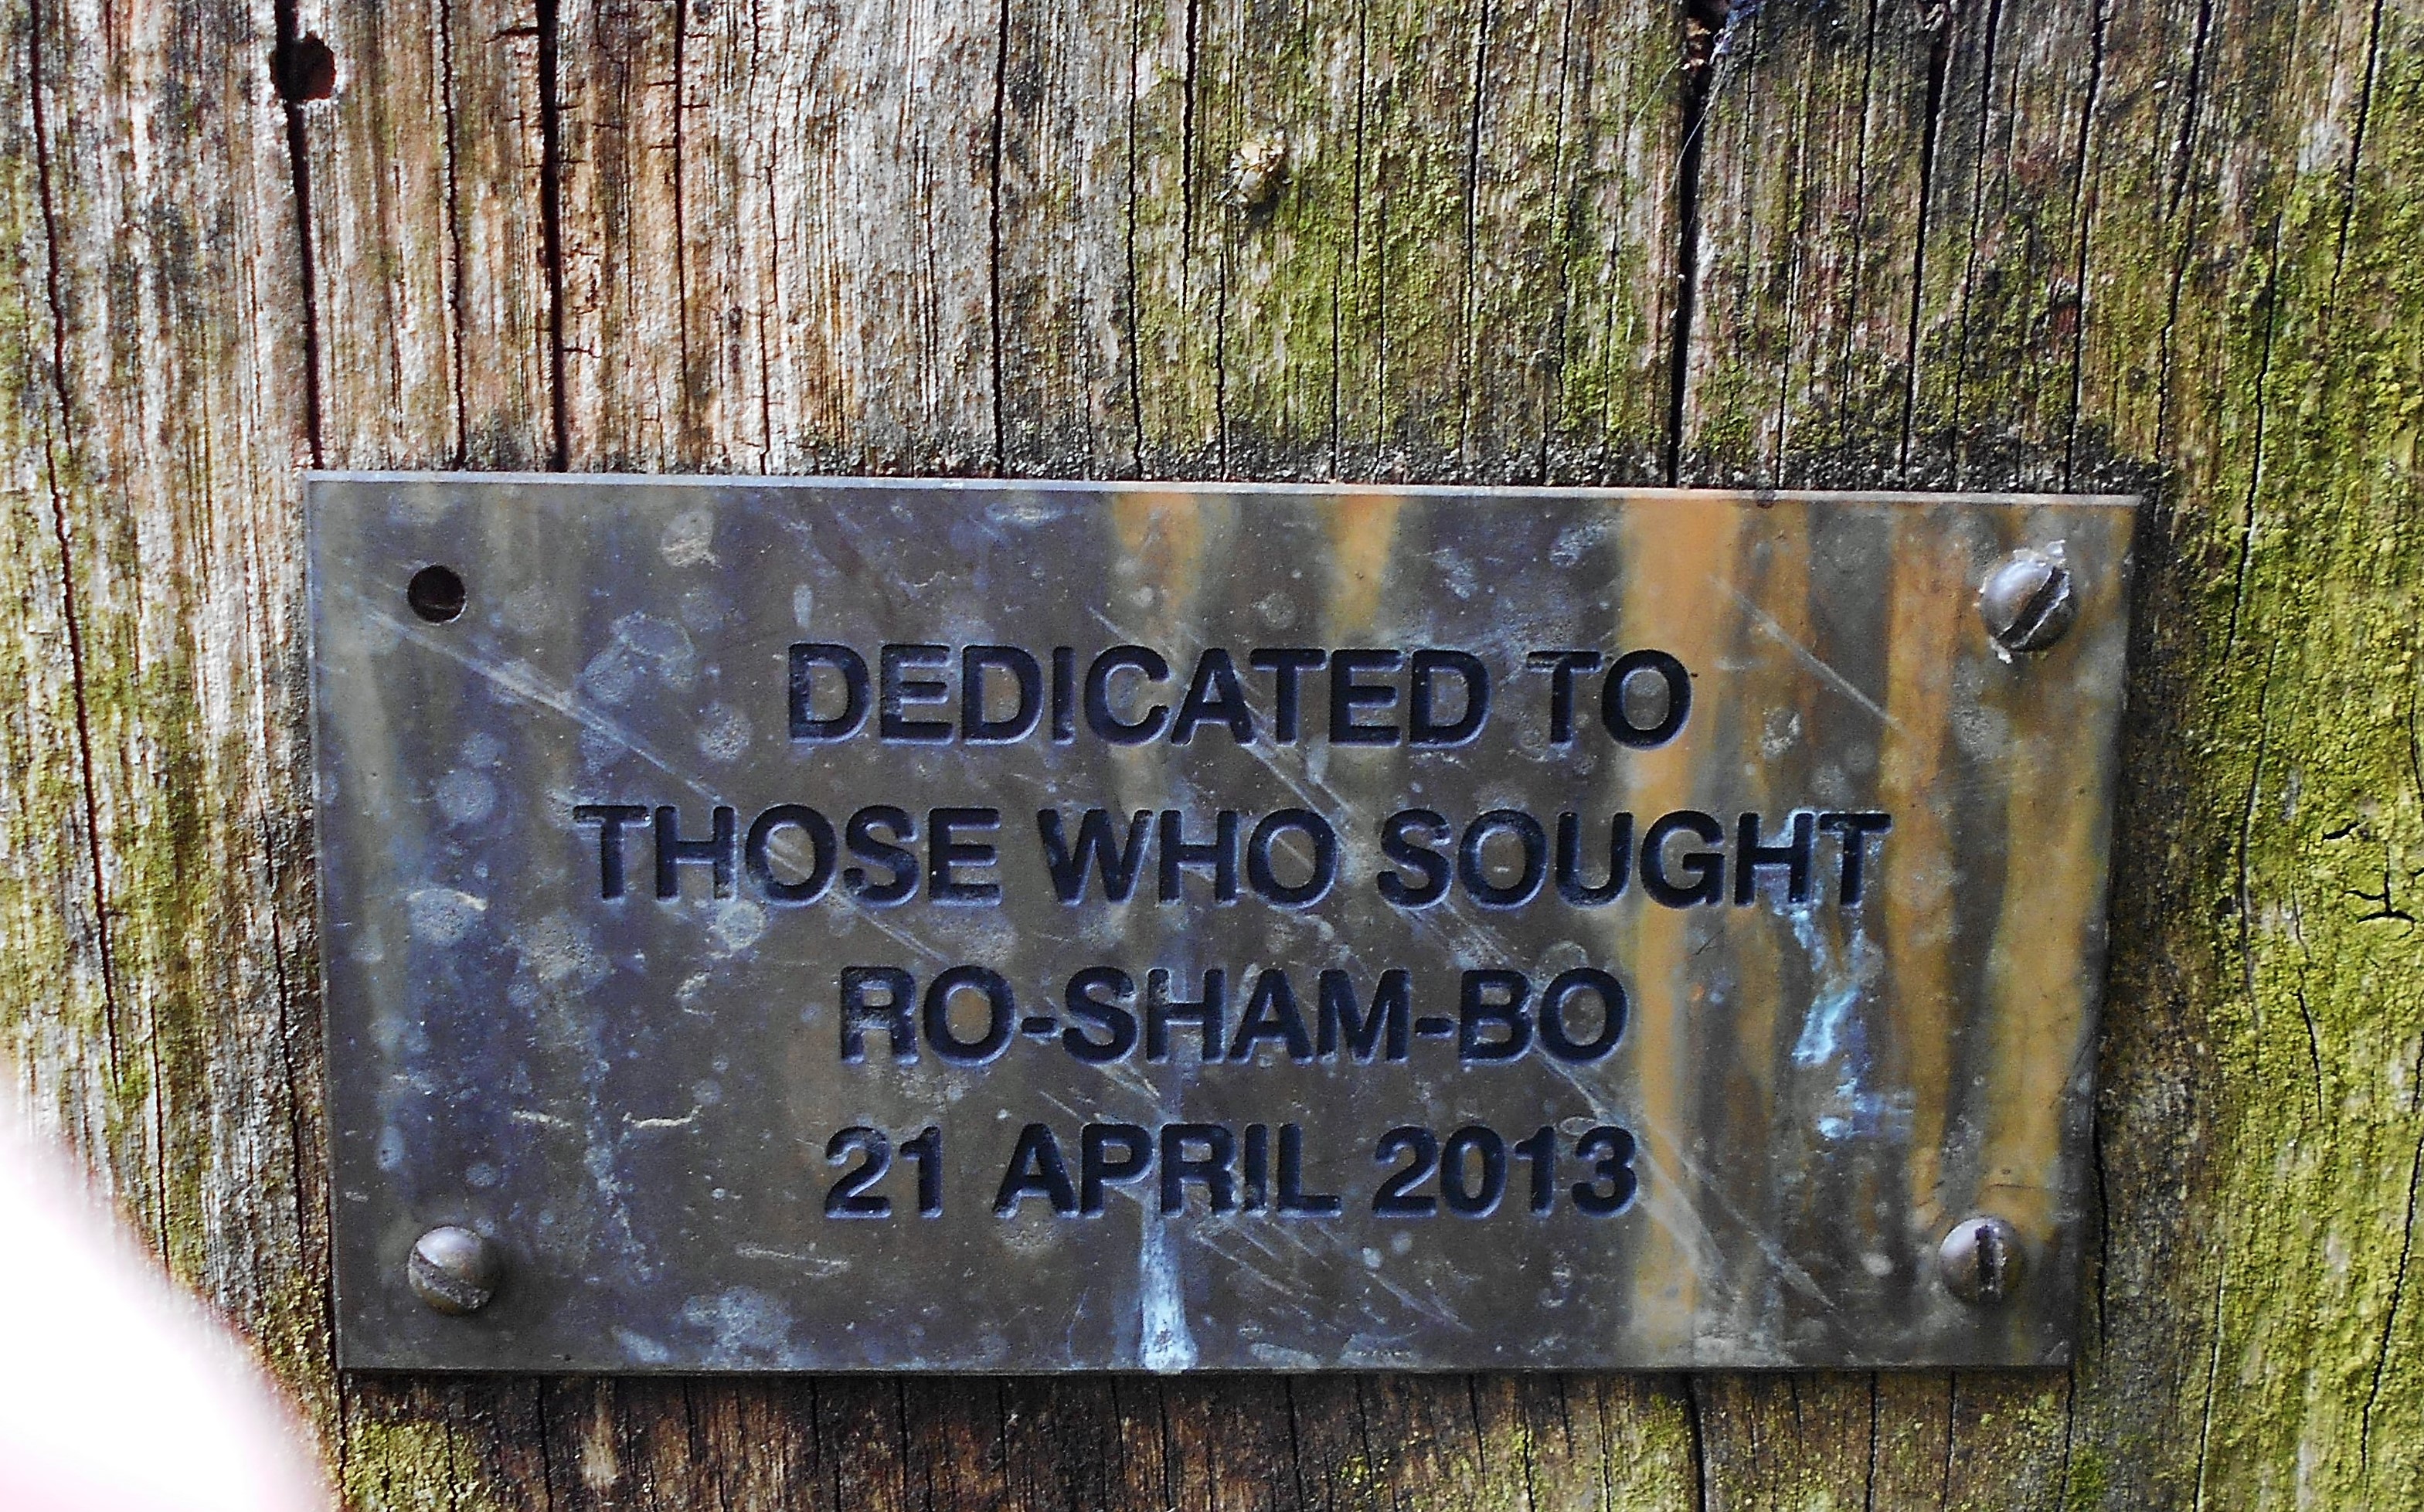 DEDICATED TO
THOSE WHO SOUGHT
RO-SHAM-BO
21 APRIL 2013